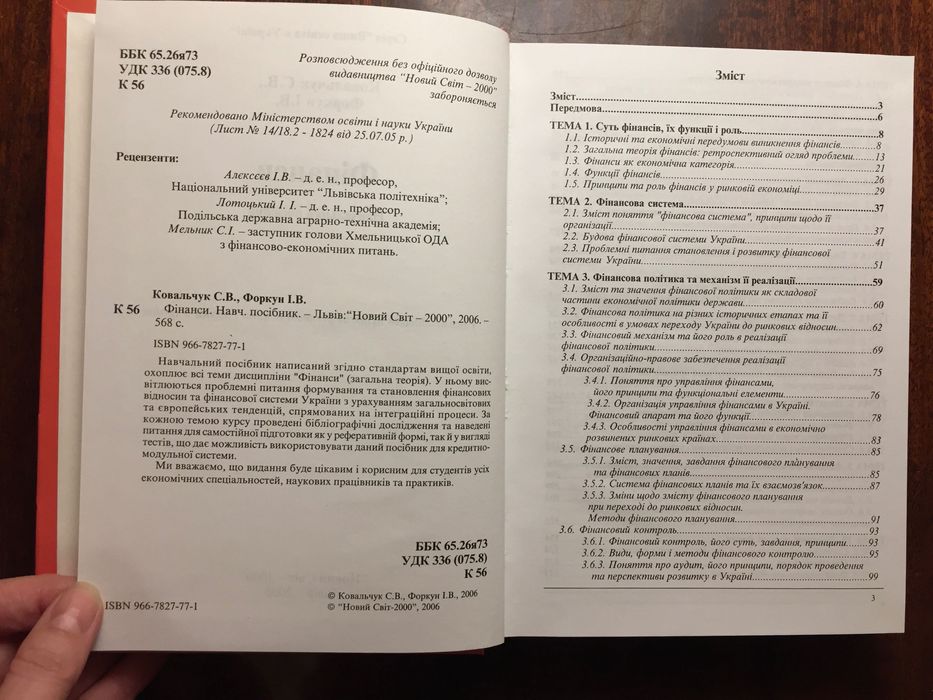 ББК 65.26я73
УДК 336 (075.8)
К 56
Розповсюдження без офіційного дозволу
видавництва "Новий Світ – 2000"
забороняється
Рекомендовано Міністерством освіти і науки України
(Лист № 14/18.2 - 1824 від 25.07.05 р.)
Рецензенти:
Алєксєєв І.В. – д. е. н., професор,
Національний університет "Львівська політехніка";
Лотоцький І. І. – д. е. н., професор,
Подільська державна аграрно-технічна академія;
Мельник С.І. – заступник голови Хмельницької ОДА
з фінансово-економічних питань.
Ковальчук С.В., Форкун І.В.
К 56
Фінанси. Навч. посібник. – Львів:"Новий Світ – 2000", 2006. –
568 с.
ISBN 966-7827-77-1
Навчальний посібник написаний згідно стандартам вищої освіти,
охоплює всі теми дисципліни "Фінанси" (загальна теорія). У ньому вис-
вітлюються проблемні питання формування та становлення фінансових
відносин та фінансової системи України з урахуванням загальносвітових
та європейських тенденцій, спрямованих на інтеграційні процеси. За
кожною темою курсу проведені бібліографічні дослідження та наведені
питання для самостійної підготовки як у реферативній формі, так й у вигляді
тестів, що дає можливість використовувати даний посібник для кредитно-
модульної системи.
Ми вважаємо, що видання буде цікавим і корисним для студентів усіх
економічних спеціальностей, наукових працівників та практиків.
ББК 65.26я73
УДК 336 (075.8)
К 56
© Ковальчук С.В., Форкун І.В., 2006
© "Новий Світ-2000", 2006
ISBN 966-7827-77-1
Зміст
Зміст...3
Передмова...6
ТЕМА 1. Суть фінансів, їх функції і роль...8
1.1. Історичні та економічні передумови виникнення фінансів...8
1.2. Загальна теорія фінансів: ретроспективний огляд проблеми...13
1.3. Фінанси як економічна категорія...21
1.4. Функції фінансів...26
1.5. Принципи та роль фінансів у ринковій економіці...29
ТЕМА 2. Фінансова система...37
2.1. Зміст поняття "фінансова система", принципи щодо її
організації...37
2.2. Будова фінансової системи України...41
2.3. Проблемні питання становлення і розвитку фінансової
системи України...51
ТЕМА 3. Фінансова політика та механізм її реалізації...59
3.1. Зміст та значення фінансової політики як складової
частини економічної політики держави...60
3.2. Фінансова політика на різних історичних етапах та її
особливості в умовах переходу України до ринкових відносин...62
3.3. Фінансовий механізм та його роль в реалізації
фінансової політики...69
3.4. Організаційно-правове забезпечення реалізації
фінансової політики...75
3.4.1. Поняття про управління фінансами,
його принципи та функціональні елементи...76
3.4.2. Організація управління фінансами в Україні.
Фінансовий апарат та його функції...78
3.4.3. Особливості управління фінансами в економічно
розвинених ринкових країнах...83
3.5. Фінансове планування...85
3.5.1. Зміст, значення, завдання фінансового планування
та фінансових планів...85
3.5.2. Система фінансових планів та їх взаємозв'язок...87
3.5.3. Зміни щодо змісту фінансового планування
при переході до ринкових відносин.
Методи фінансового планування...91
3.6. Фінансовий контроль...93
3.6.1. Фінансовий контроль, його суть, завдання, принципи...93
3.6.2. Види, форми і методи фінансового контролю...95
3.6.3. Поняття про аудит, його принципи, порядок проведення
та перспективи розвитку в Україні...99
3